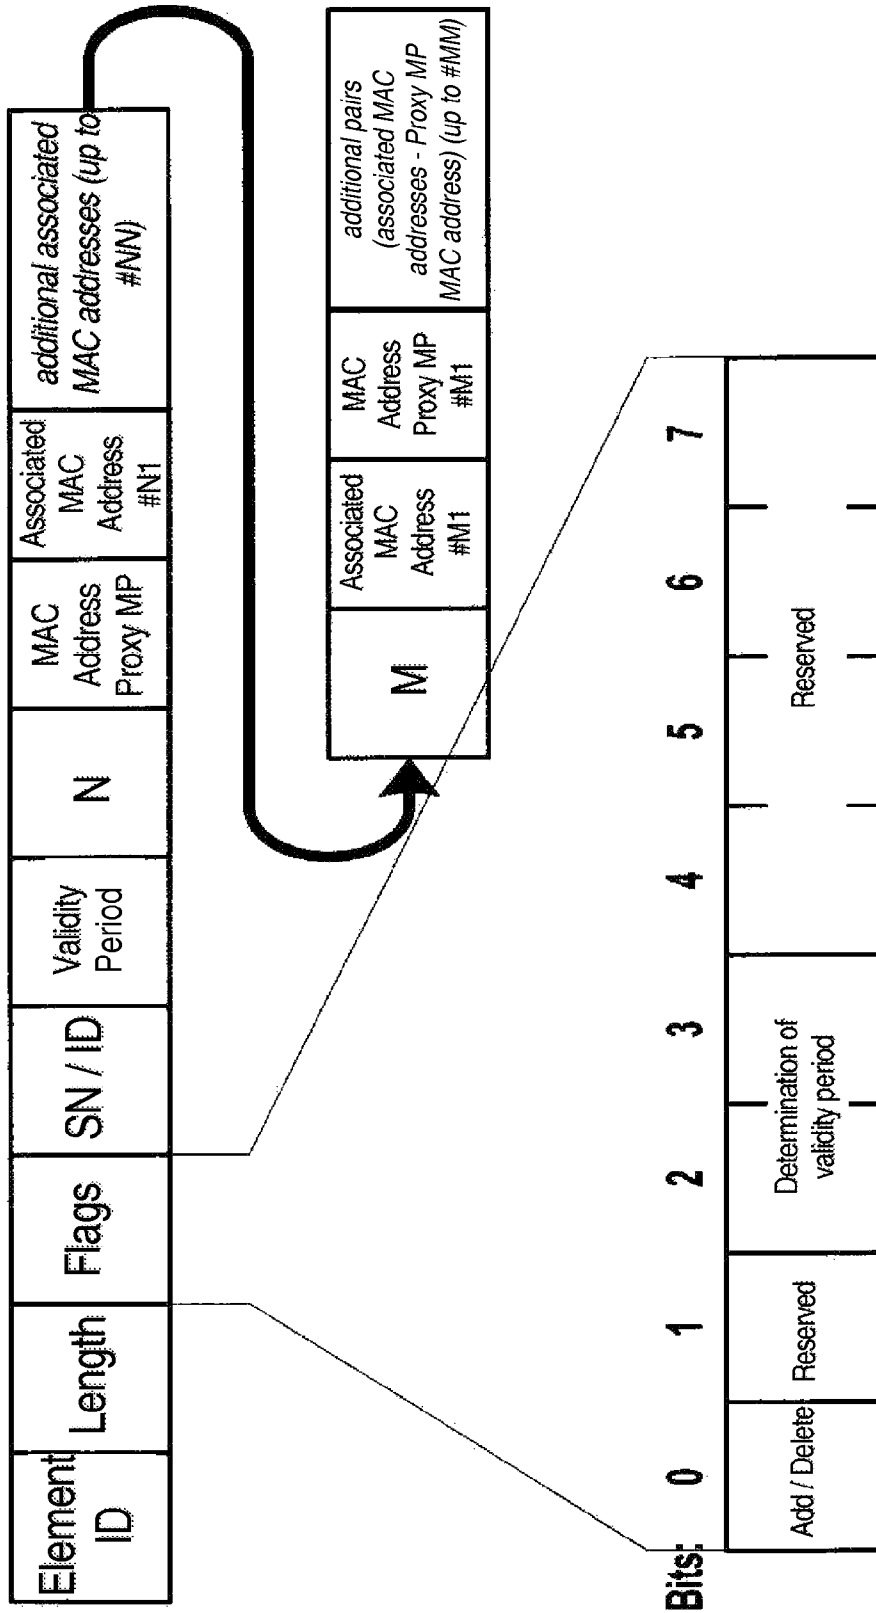 Element
ID
Length
Flags
SN / ID
Validity
Period
N
MAC
Address
Proxy MP
Associated
MAC
Address
#N1
additional associated
MAC addresses (up to
#NN)
M
Associated
MAC
Address
#M1
MAC
Address
Proxy MP
#M1
additional pairs
(associated MAC
addresses - Proxy MP
MAC address) (up to #MM)
Bits: 0 1 2 3 4 5 6 7
Add / Delete
Reserved
Determination of
validity period
Reserved